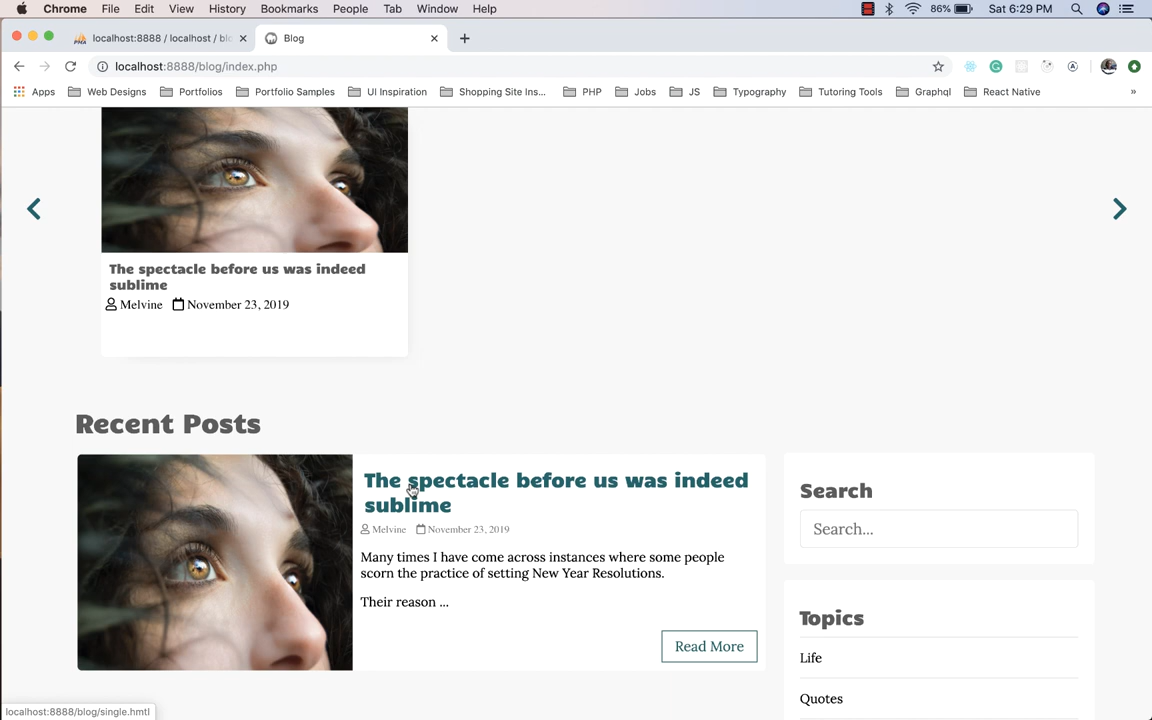 Chrome File Edit View History Bookmarks People Tab Window Help 86% Sat 6:29 PM
localhost:8888 / localhost / blo
Blog
localhost:8888/blog/index.php
Apps Web Designs Portfolios Portfolio Samples UI Inspiration Shopping Site Ins... PHP Jobs JS Typography Tutoring Tools Graphql React Native »
The spectacle before us was indeed
sublime
Melvine November 23, 2019
Recent Posts
The spectacle before us was indeed
sublime
Melvine November 23, 2019
Many times I have come across instances where some people
scorn the practice of setting New Year Resolutions.
Their reason ...
Read More
Search
Search...
Topics
Life
Quotes
localhost:8888/blog/single.hmtl